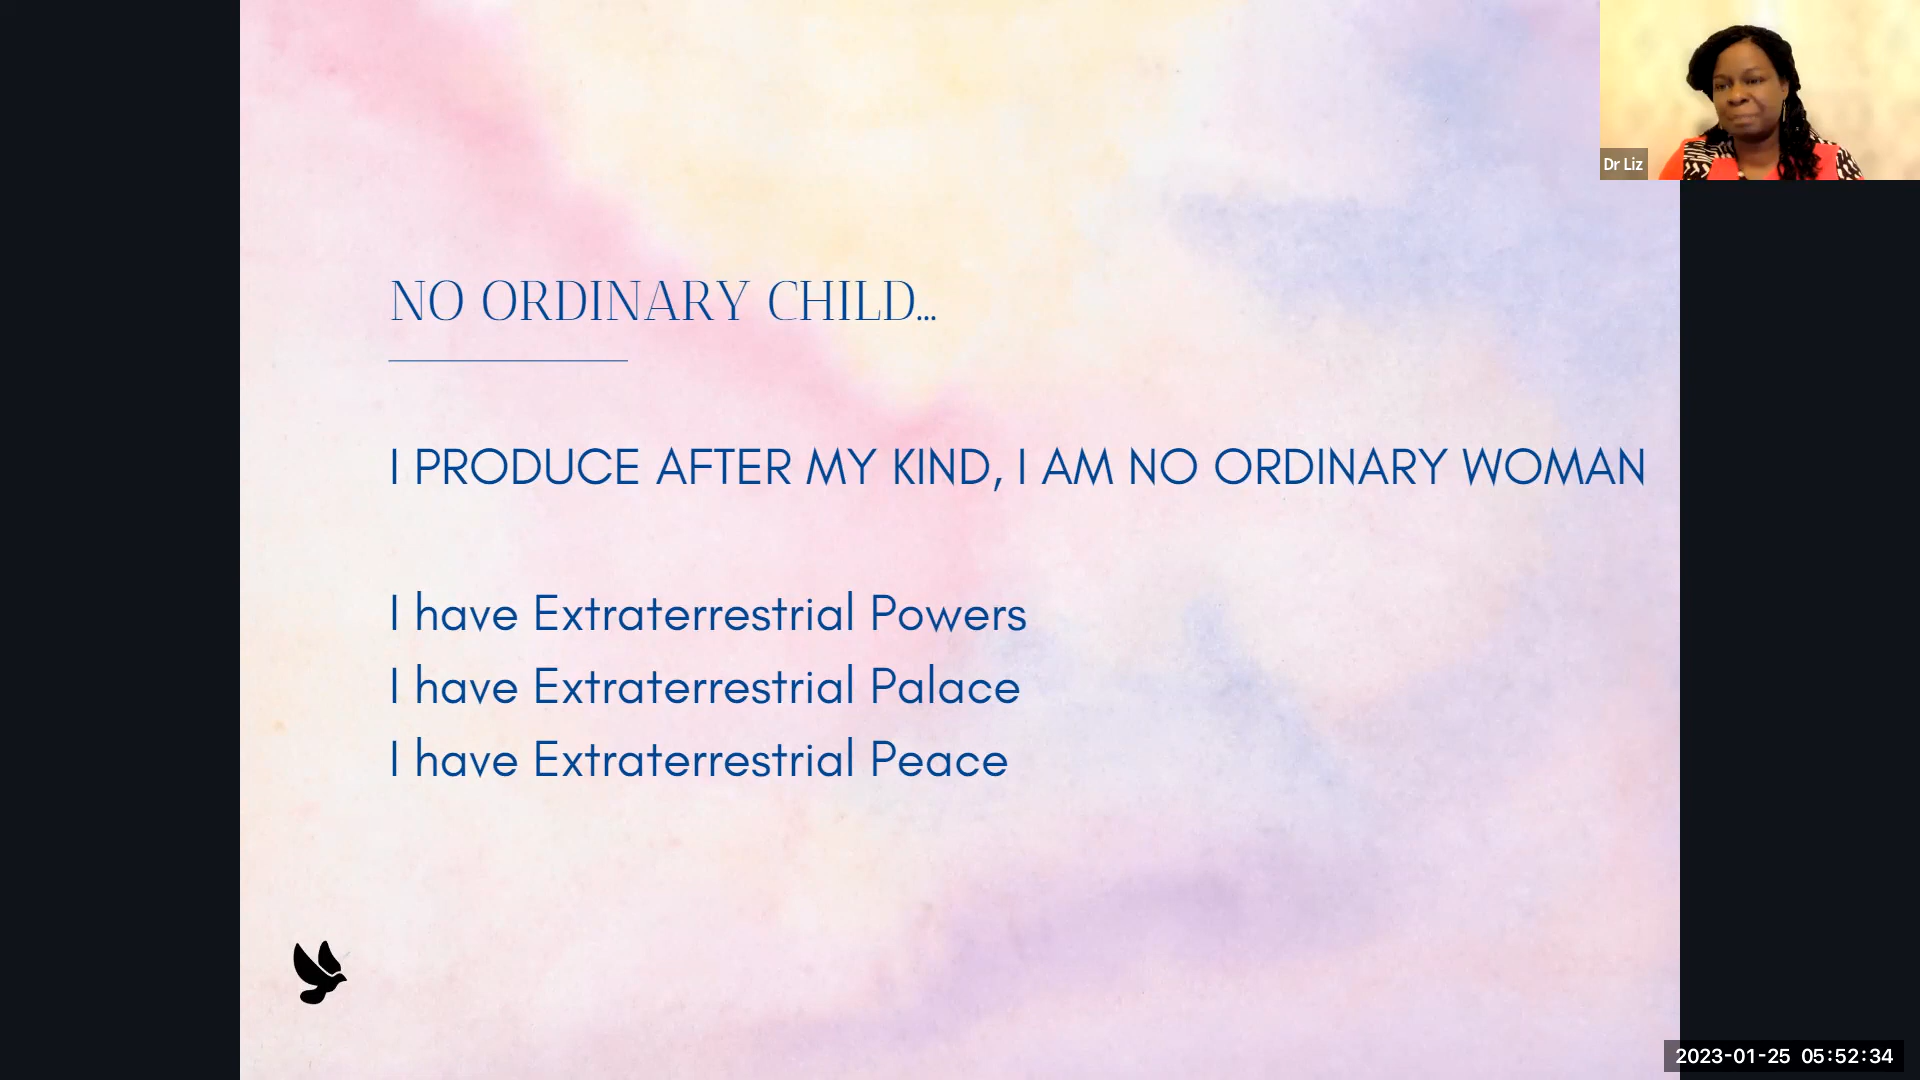 NO ORDINARY CHILD...
I PRODUCE AFTER MY KIND, I AM NO ORDINARY WOMAN
I have Extraterrestrial Powers
I have Extraterrestrial Palace
I have Extraterrestrial Peace
Dr Liz
2023-01-25 05:52:34